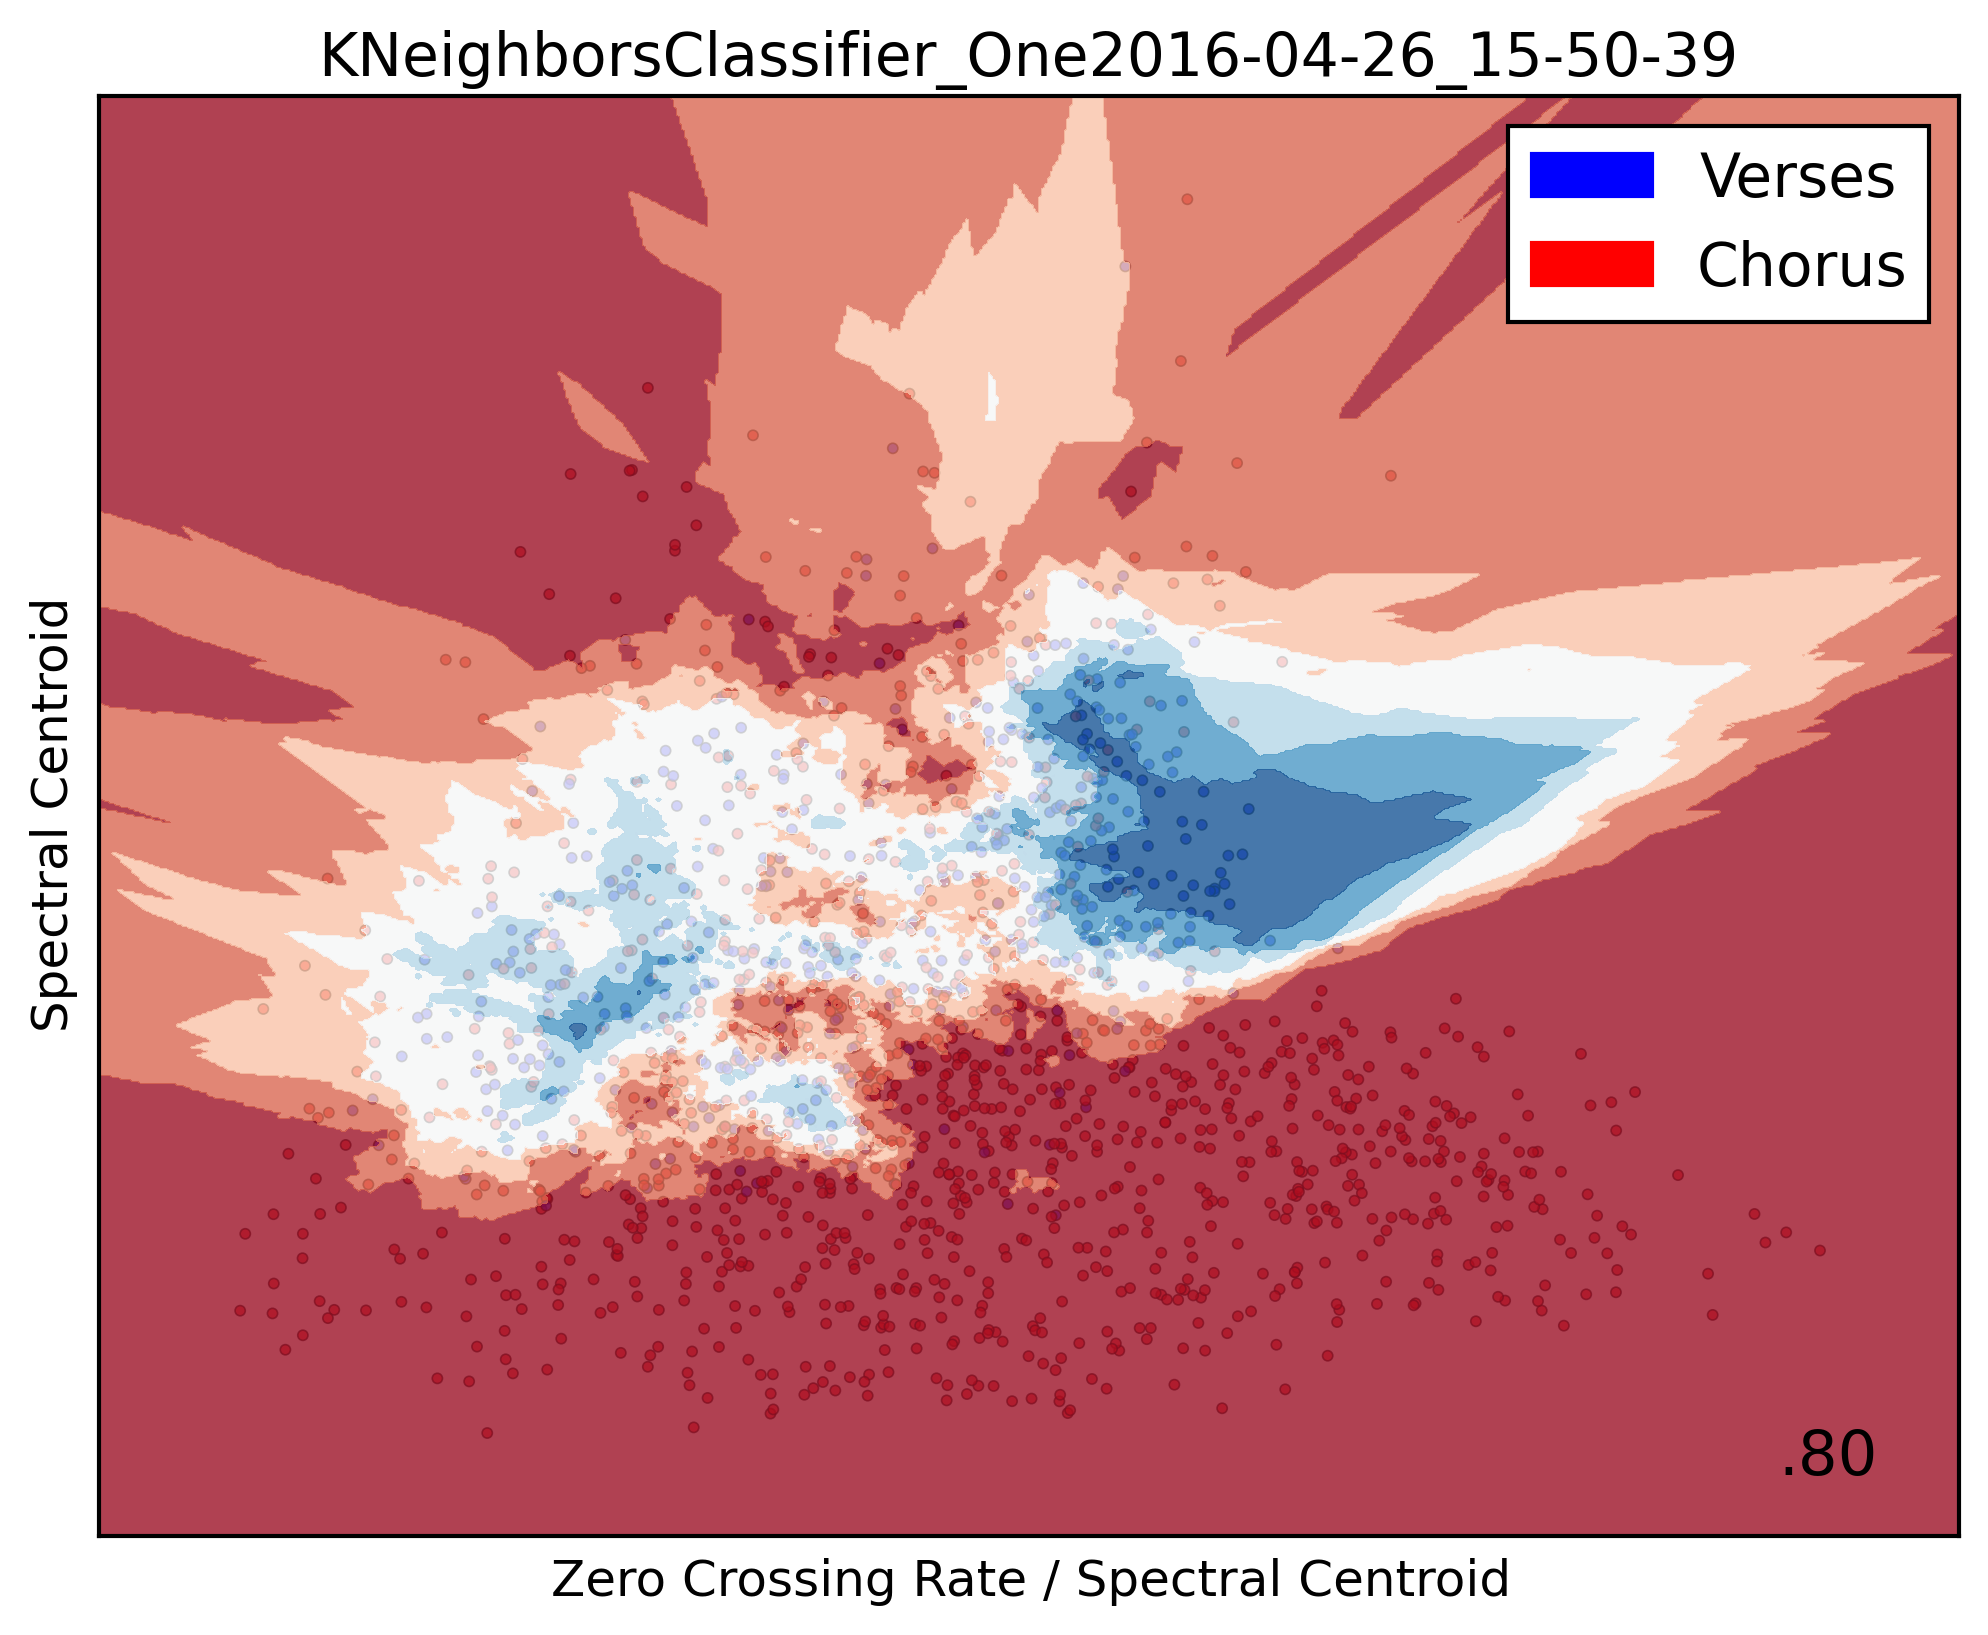 KNeighborsClassifier_One2016-04-26_15-50-39
Verses
Chorus
Spectral Centroid
.80
Zero Crossing Rate / Spectral Centroid